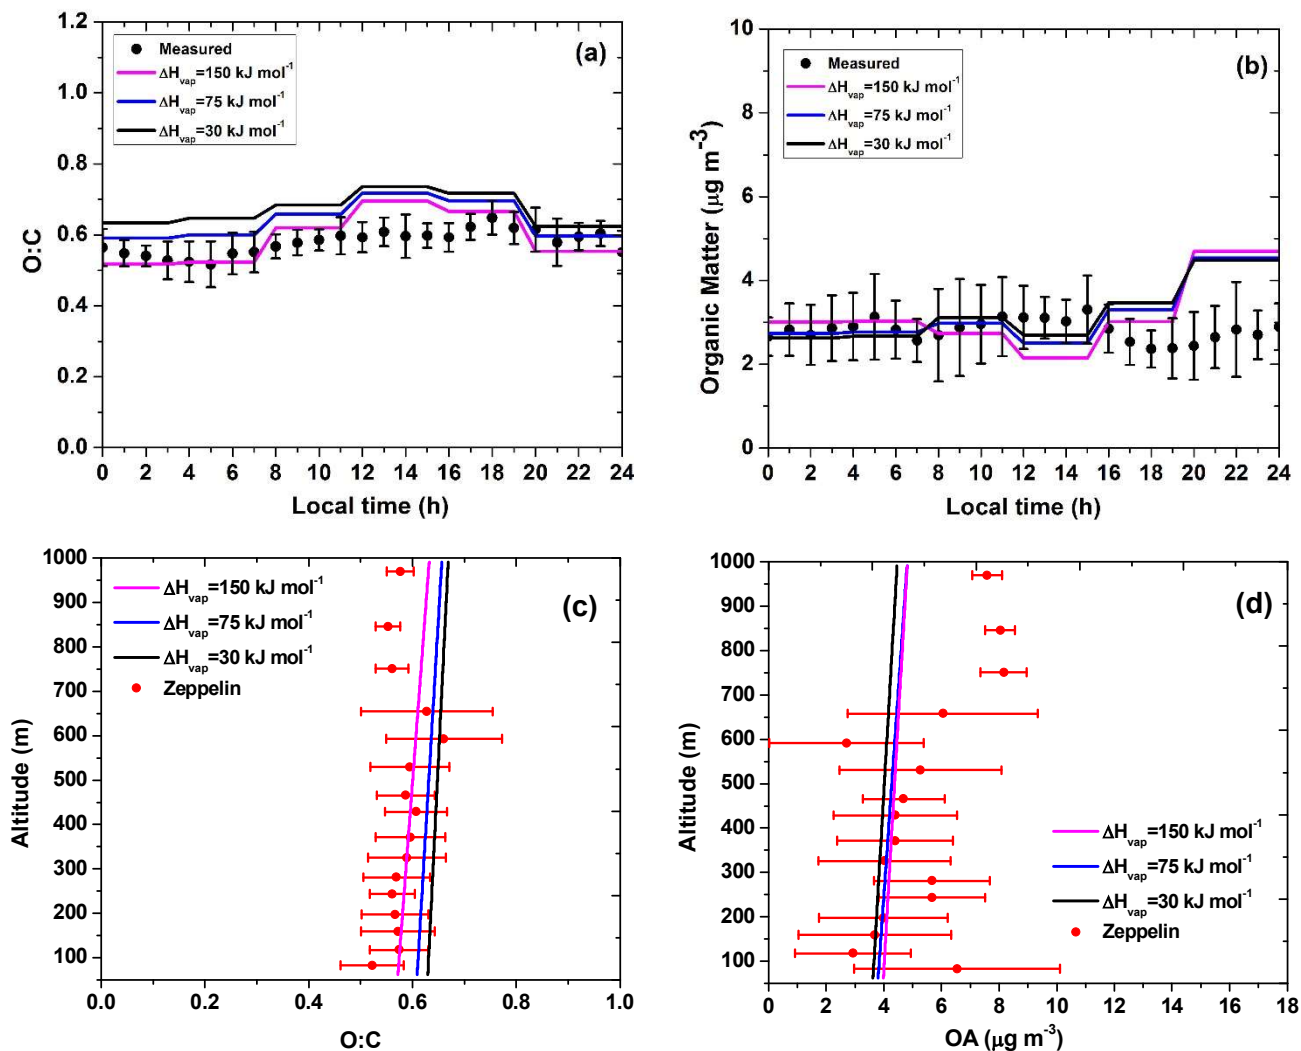 1.2
1.0
0.8
0.6
0.4
0.2
0.0
O:C
Measured
ΔHvap=150 kJ mol-1
ΔHvap=75 kJ mol-1
ΔHvap=30 kJ mol-1
(a)
0 2 4 6 8 10 12 14 16 18 20 22 24
Local time (h)
10
8
6
4
2
0
Organic Matter (μg m-3)
Measured
ΔHvap=150 kJ mol-1
ΔHvap=75 kJ mol-1
ΔHvap=30 kJ mol-1
(b)
0 2 4 6 8 10 12 14 16 18 20 22 24
Local time (h)
1000
900
800
700
600
500
400
300
200
100
Altitude (m)
ΔHvap=150 kJ mol-1
ΔHvap=75 kJ mol-1
ΔHvap=30 kJ mol-1
Zeppelin
(c)
0.0 0.2 0.4 0.6 0.8 1.0
O:C
1000
900
800
700
600
500
400
300
200
100
Altitude (m)
(d)
ΔHvap=150 kJ mol-1
ΔHvap=75 kJ mol-1
ΔHvap=30 kJ mol-1
Zeppelin
0 2 4 6 8 10 12 14 16 18
OA (μg m-3)